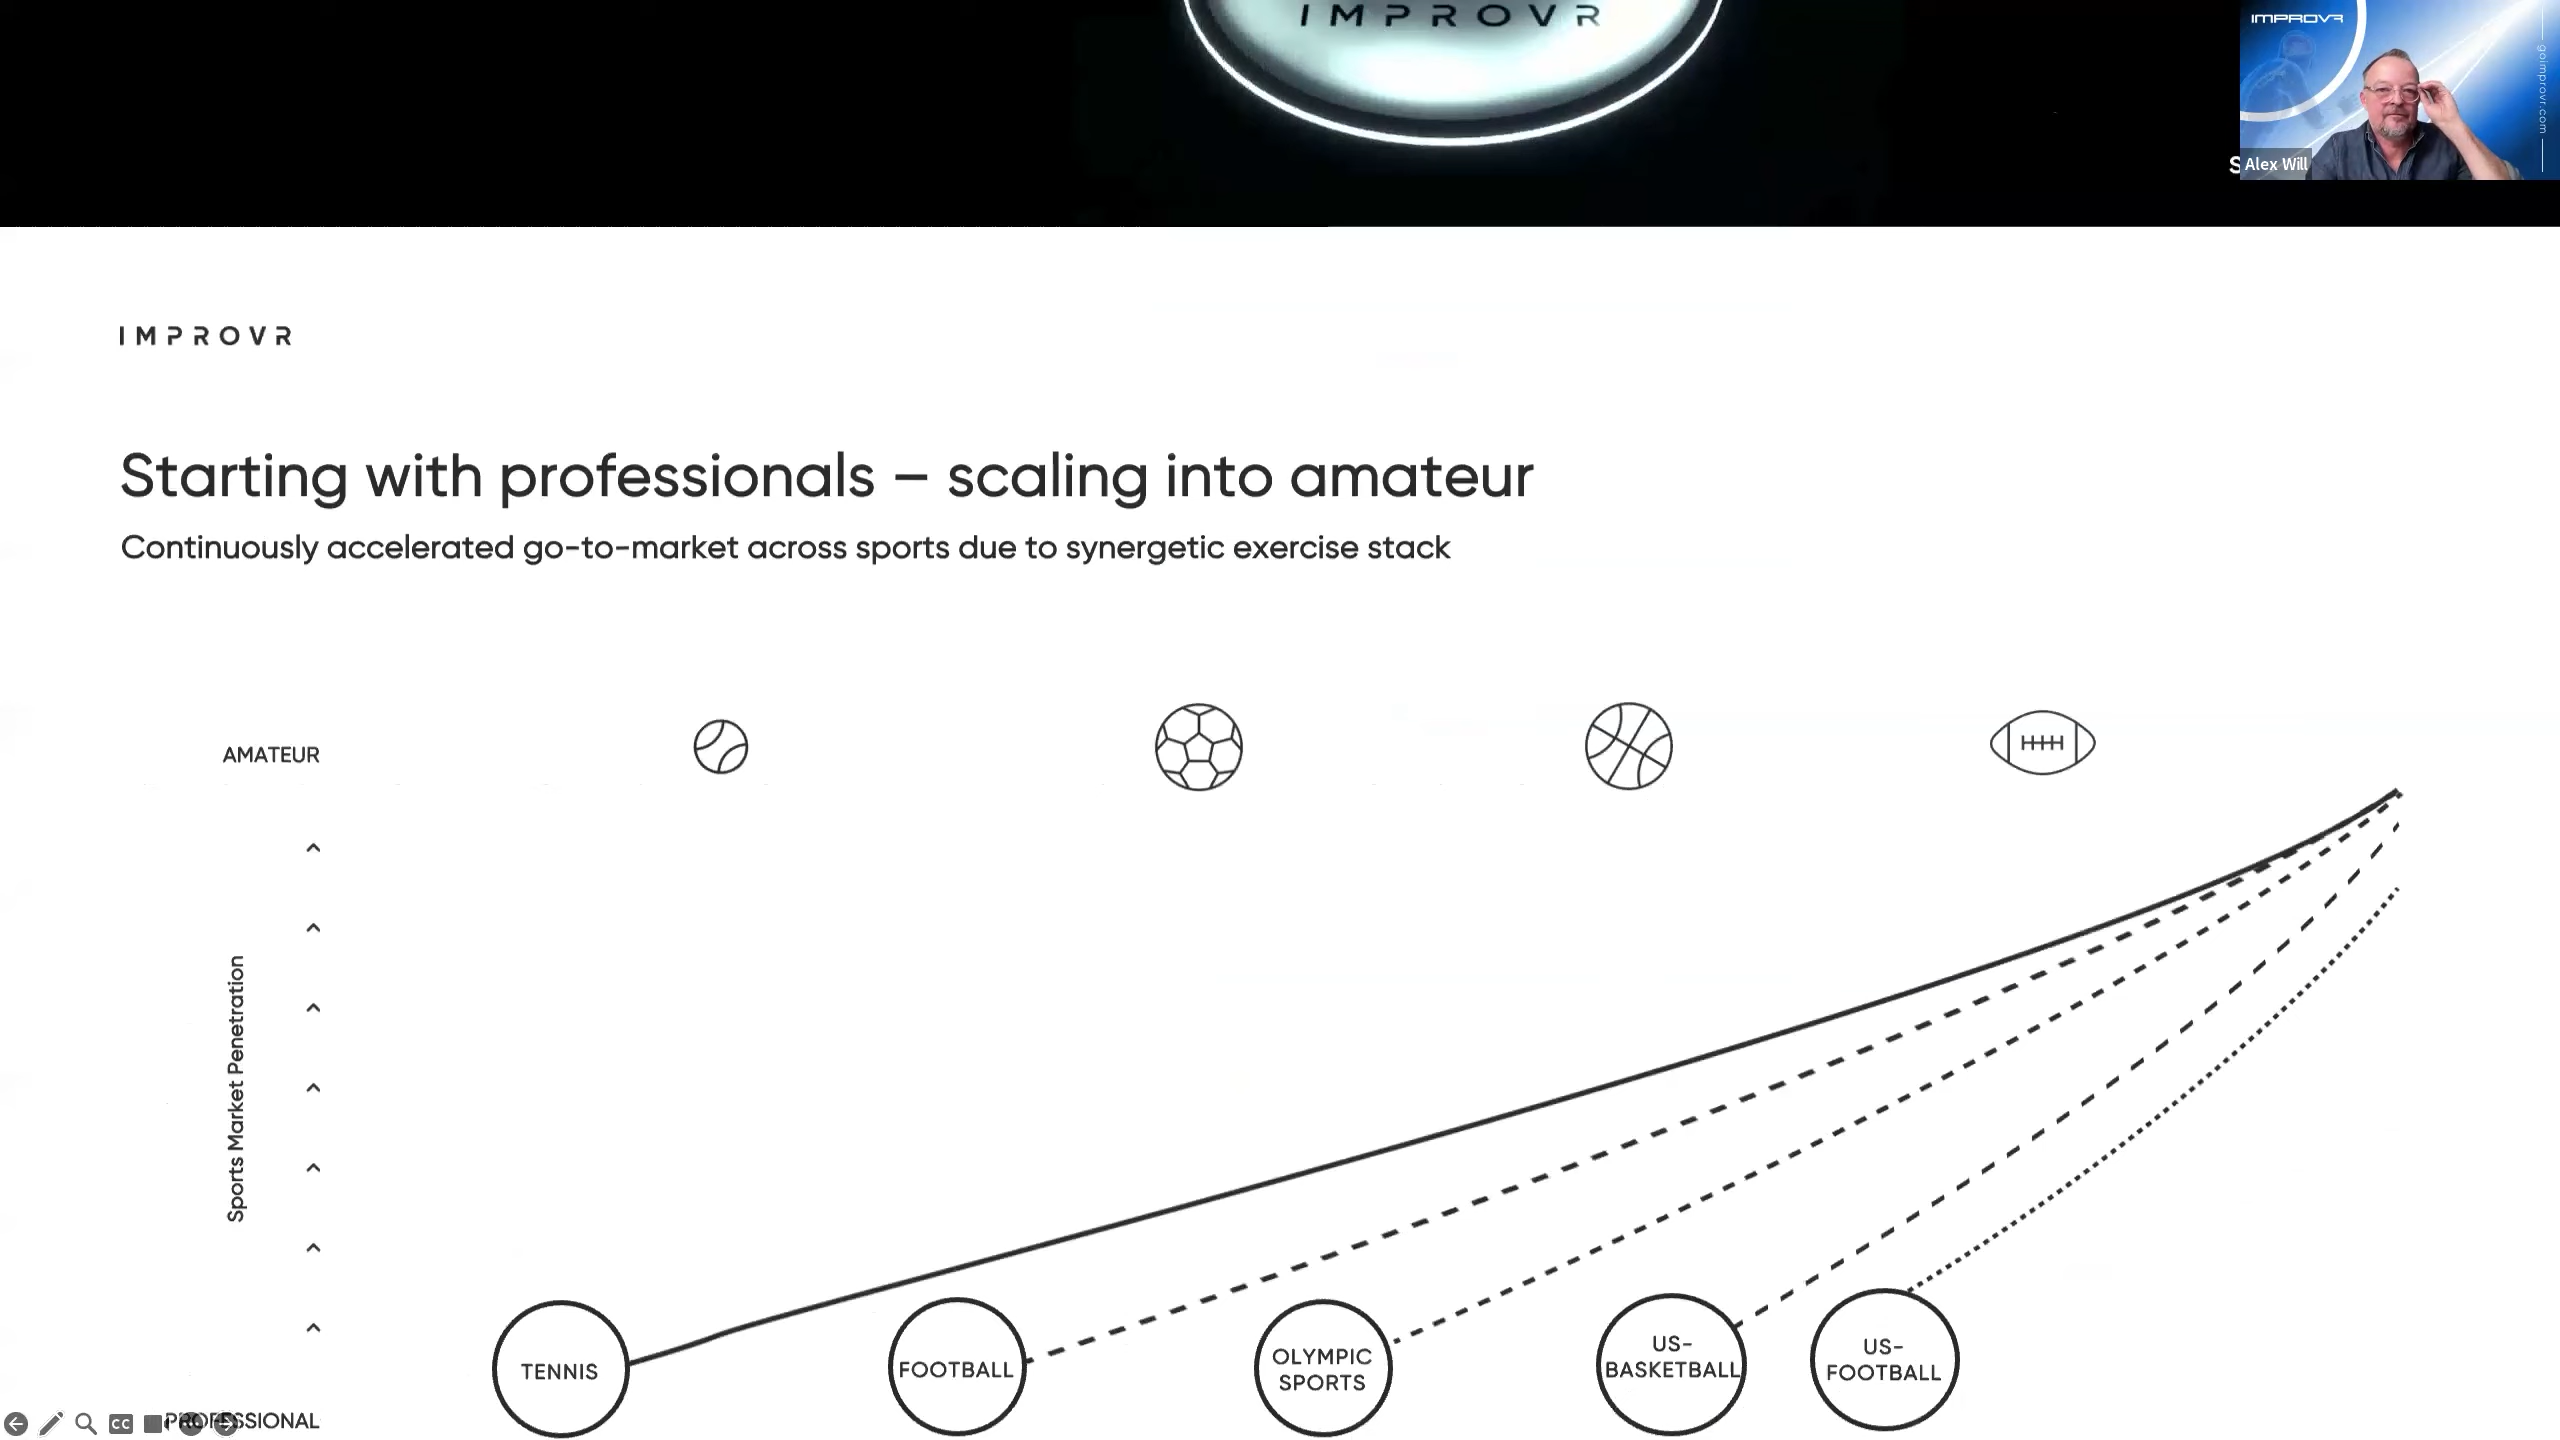 IMPROVR
IMPROVR
goimprovr.com
S
Alex Will
IMPROVR
Starting with professionals – scaling into amateur
Continuously accelerated go-to-market across sports due to synergetic exercise stack
AMATEUR
Sports Market Penetration
TENNIS
FOOTBALL
OLYMPIC
SPORTS
US-
BASKETBALL
US-
FOOTBALL
CC
PROFESSIONAL